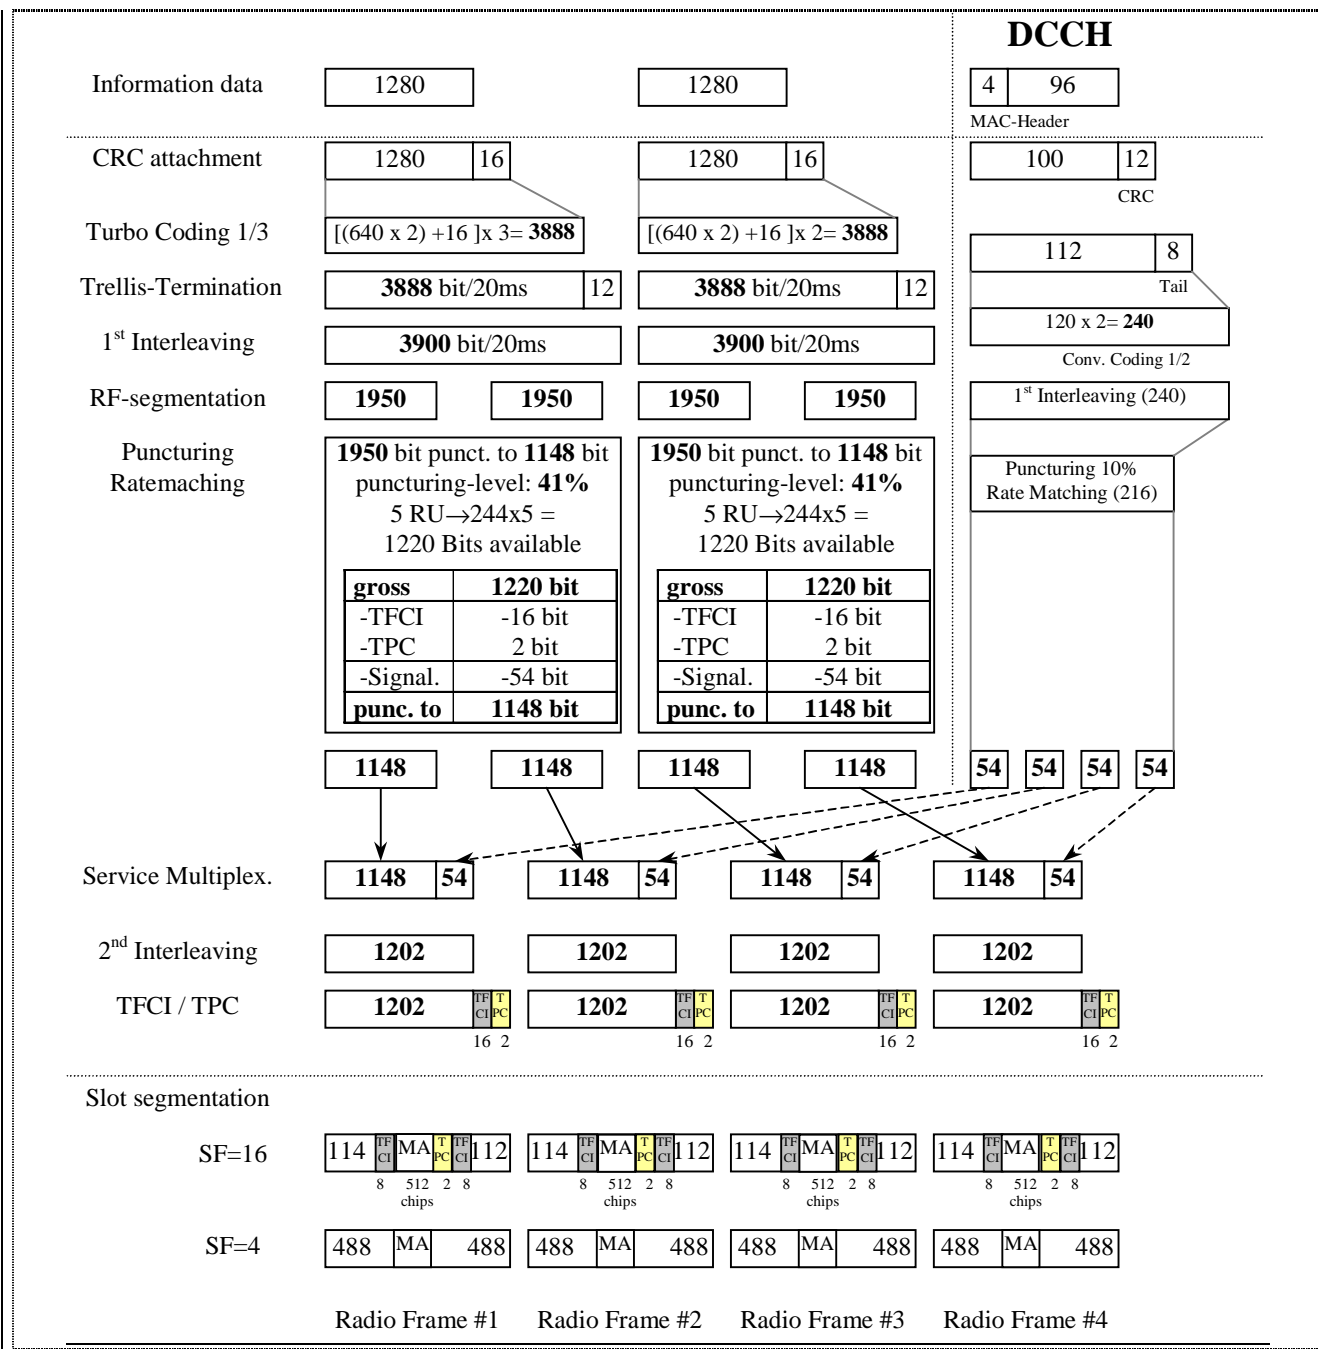 DCCH
Information data 1280 1280 4 96
MAC-Header
CRC attachment 1280 16 1280 16 100 12
CRC
Turbo Coding 1/3 [(640 x 2) +16 ]x 3= 3888 [(640 x 2) +16 ]x 2= 3888
112 8
Tail
Trellis-Termination 3888 bit/20ms 12 3888 bit/20ms 12
120 x 2= 240
1st Interleaving 3900 bit/20ms 3900 bit/20ms
Conv. Coding 1/2
RF-segmentation 1950 1950 1950 1950 1st Interleaving (240)
Puncturing 1950 bit punct. to 1148 bit 1950 bit punct. to 1148 bit
Ratemaching puncturing-level: 41% puncturing-level: 41%
Puncturing 10%
Rate Matching (216)
5 RU→244x5 = 5 RU→244x5 =
1220 Bits available 1220 Bits available
gross 1220 bit gross 1220 bit
-TFCI -16 bit -TFCI -16 bit
-TPC 2 bit -TPC 2 bit
-Signal. -54 bit -Signal. -54 bit
punc. to 1148 bit punc. to 1148 bit
1148 1148 1148 1148 54 54 54 54
Service Multiplex. 1148 54 1148 54 1148 54 1148 54
2nd Interleaving 1202 1202 1202 1202
TFCI / TPC 1202 TFCI TPC 1202 TFCI TPC 1202 TFCI TPC 1202 TFCI TPC
16 2 16 2 16 2 16 2
Slot segmentation
SF=16 114 TFCI MA TPC TFCI 112 114 TFCI MA TPC TFCI 112 114 TFCI MA TPC TFCI 112 114 TFCI MA TPC TFCI 112
8 512 2 8 8 512 2 8 8 512 2 8 8 512 2 8
chips chips chips chips
SF=4 488 MA 488 488 MA 488 488 MA 488 488 MA 488
Radio Frame #1 Radio Frame #2 Radio Frame #3 Radio Frame #4